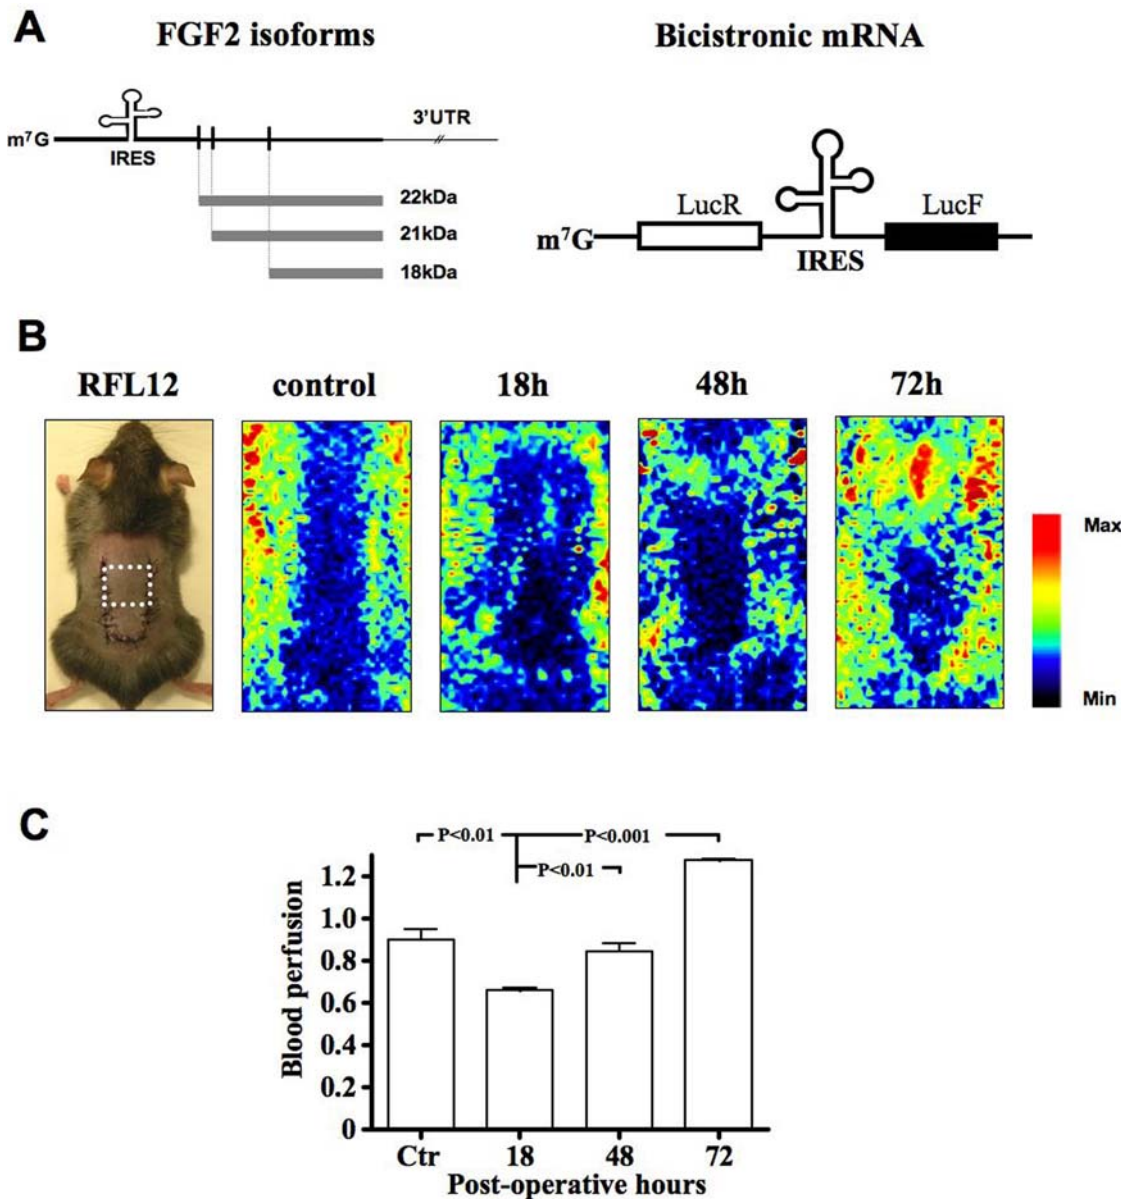 A
FGF2 isoforms
Bicistronic mRNA
m⁷G
IRES
3'UTR
22kDa
21kDa
18kDa
m⁷G
LucR
IRES
LucF
B
RFL12
control
18h
48h
72h
Max
Min
C
P<0.01
P<0.001
P<0.01
Blood perfusion
1.2
1.0
0.8
0.6
0.4
0.2
0
Ctr 18 48 72
Post-operative hours